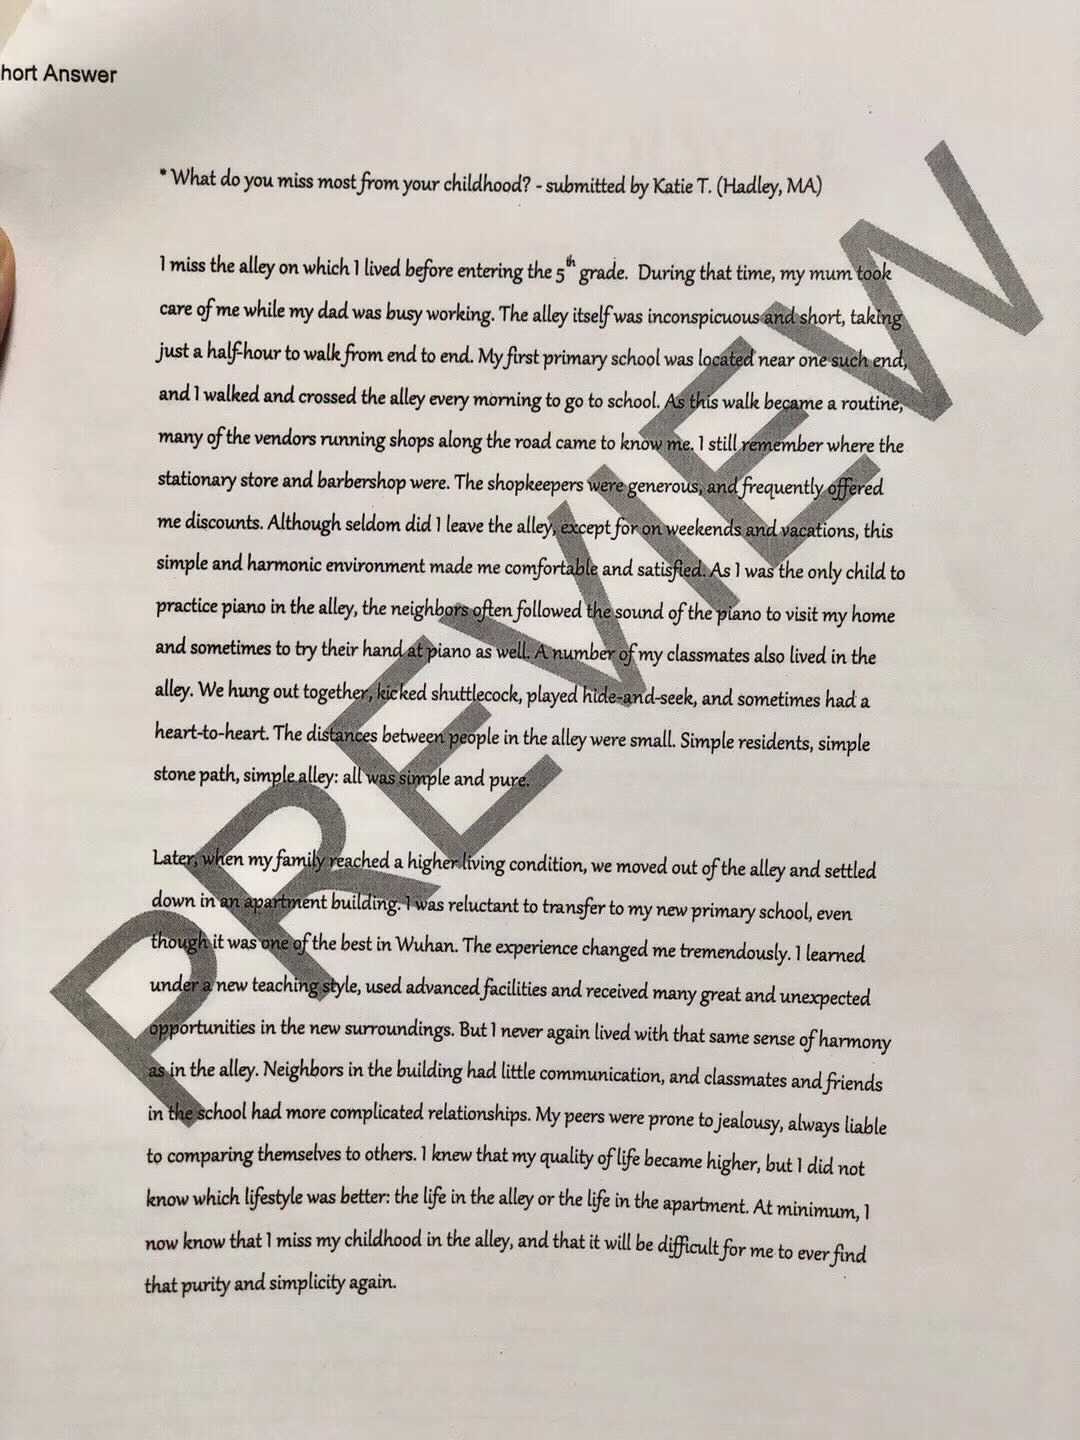 hort Answer
* What do you miss most from your childhood? - submitted by Katie T. (Hadley, MA)
I miss the alley on which I lived before entering the 5th grade. During that time, my mum took
care of me while my dad was busy working. The alley itself was inconspicuous and short, taking
just a half-hour to walk from end to end. My first primary school was located near one such end,
and I walked and crossed the alley every morning to go to school. As this walk became a routine,
many of the vendors running shops along the road came to know me. I still remember where the
stationary store and barbershop were. The shopkeepers were generous, and frequently offered
me discounts. Although seldom did I leave the alley, except for on weekends and vacations, this
simple and harmonic environment made me comfortable and satisfied. As I was the only child to
practice piano in the alley, the neighbors often followed the sound of the piano to visit my home
and sometimes to try their hand at piano as well. A number of my classmates also lived in the
alley. We hung out together, kicked shuttlecock, played hide-and-seek, and sometimes had a
heart-to-heart. The distances between people in the alley were small. Simple residents, simple
stone path, simple alley: all was simple and pure.
Later, when my family reached a higher living condition, we moved out of the alley and settled
down in an apartment building. I was reluctant to transfer to my new primary school, even
though it was one of the best in Wuhan. The experience changed me tremendously. I learned
under a new teaching style, used advanced facilities and received many great and unexpected
opportunities in the new surroundings. But I never again lived with that same sense of harmony
as in the alley. Neighbors in the building had little communication, and classmates and friends
in the school had more complicated relationships. My peers were prone to jealousy, always liable
to comparing themselves to others. I knew that my quality of life became higher, but I did not
know which lifestyle was better: the life in the alley or the life in the apartment. At minimum, I
now know that I miss my childhood in the alley, and that it will be difficult for me to ever find
that purity and simplicity again.
PREVIEW